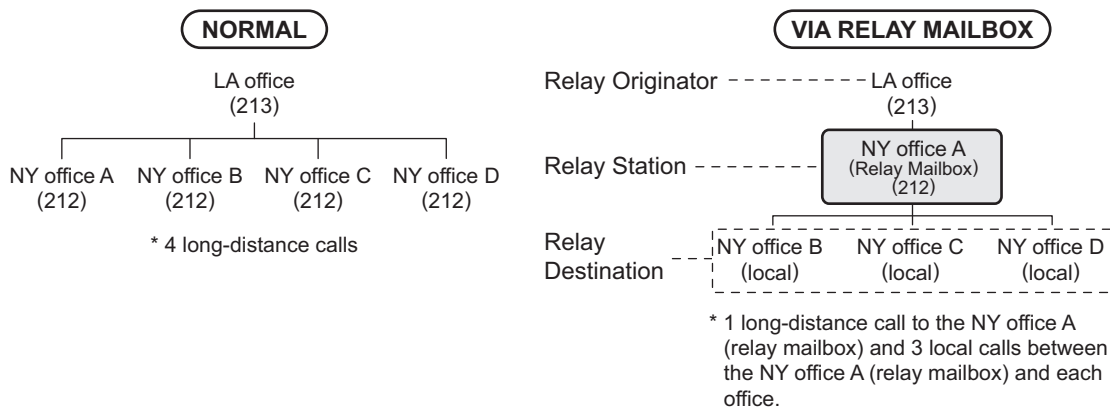 NORMAL
LA office
(213)
NY office A NY office B NY office C NY office D
(212) (212) (212) (212)
* 4 long-distance calls
VIA RELAY MAILBOX
Relay Originator LA office
(213)
Relay Station NY office A
(Relay Mailbox)
(212)
Relay
Destination
NY office B NY office C NY office D
(local) (local) (local)
* 1 long-distance call to the NY office A
(relay mailbox) and 3 local calls between
the NY office A (relay mailbox) and each
office.